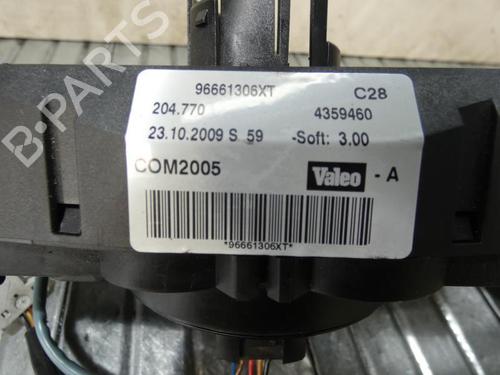 96661306XT C28
204.770 4359460
23.10.2009 S 59 -Soft: 3.00
COM2005 Valeo - A
*96661306XT*
B-Parts